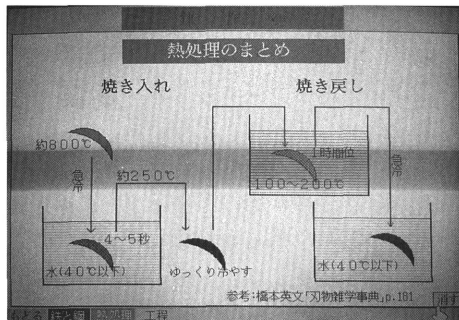 熱処理のまとめ
焼き入れ
焼き戻し
約800℃
急冷
約250℃
4〜5秒
水(40℃以下)
ゆっくり冷やす
1時間位
100〜200℃
急冷
水(40℃以下)
参考:橋本英文「刃物雑学事典」p.181
消す
もどる
熱処理
工程